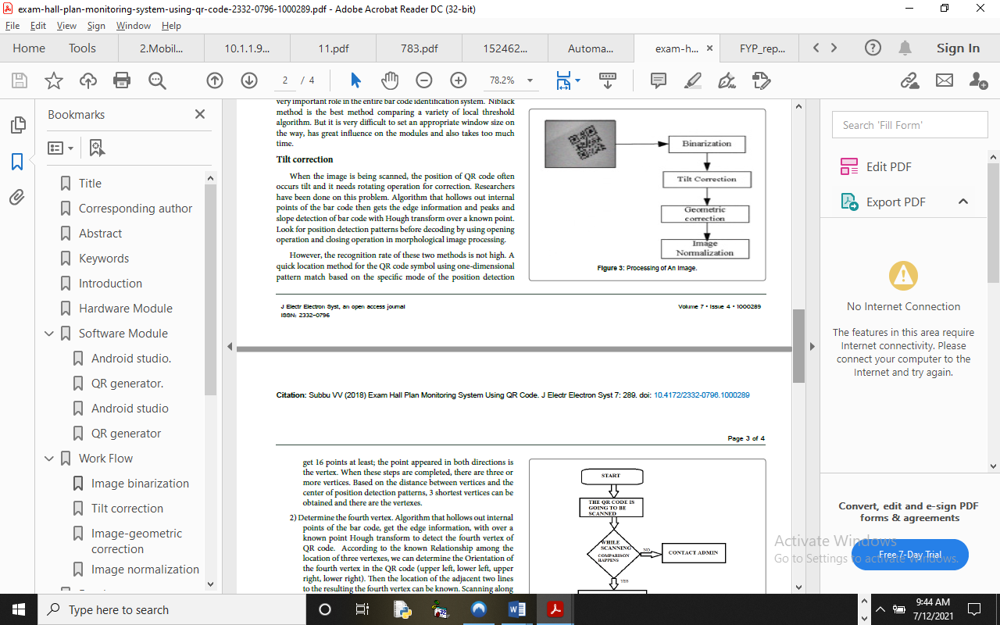 exam-hall-plan-monitoring-system-using-qr-code-2332-0796-1000289.pdf - Adobe Acrobat Reader DC (32-bit)
File Edit View Sign Window Help
Home Tools 2.Mobil... 10.1.1.9... 11.pdf 783.pdf 152462... Automa... exam-h... FYP_rep... Sign In
2 / 4 78.2%
Bookmarks
Title
Corresponding author
Abstract
Keywords
Introduction
Hardware Module
Software Module
Android studio.
QR generator.
Android studio
QR generator
Work Flow
Image binarization
Tilt correction
Image-geometric
correction
Image normalization
very important role in the entire bar code identification system. Niblack
method is the best method comparing a variety of local threshold
algorithm. But it is very difficult to set an appropriate window size on
the way, has great influence on the modules and also takes too much
time.
Tilt correction
When the image is being scanned, the position of QR code often
occurs tilt and it needs rotating operation for correction. Researchers
have been done on this problem. Algorithm that hollows out internal
points of the bar code then gets the edge information and peaks and
slope detection of bar code with Hough transform over a known point.
Look for position detection patterns before decoding by using opening
operation and closing operation in morphological image processing.
However, the recognition rate of these two methods is not high. A
quick location method for the QR code symbol using one-dimensional
pattern match based on the specific mode of the position detection
Binarization
Tilt Correction
Geometric
correction
Image
Normalization
Figure 3: Processing of An Image.
J Electr Electron Syst, an open access journal
ISSN: 2332-0796
Volume 7 • Issue 4 • 1000289
Citation: Subbu VV (2018) Exam Hall Plan Monitoring System Using QR Code. J Electr Electron Syst 7: 289. doi: 10.4172/2332-0796.1000289
Page 3 of 4
get 16 points at least; the point appeared in both directions is
the vertex. When these steps are completed, there are three or
more vertices. Based on the distance between vertices and the
center of position detection patterns, 3 shortest vertices can be
obtained and there are the vertexes.
2) Determine the fourth vertex. Algorithm that hollows out internal
points of the bar code, get the edge information, with over a
known point Hough transform to detect the fourth vertex of
QR code. According to the known Relationship among the
location of three vertexes, we can determine the Orientation of
the fourth vertex in the QR code (upper left, lower left, upper
right, lower right). Then the location of the adjacent two lines
to the resulting the fourth vertex can be known. Scanning along
START
THE QR CODE IS
GOING TO BE
SCANNED
WHILE
SCANNING
COMPARISON
HAPPENS
NO
CONTACT ADMIN
YES
Search 'Fill Form'
Edit PDF
Export PDF
No Internet Connection
The features in this area require
Internet connectivity. Please
connect your computer to the
Internet and try again.
Convert, edit and e-sign PDF
forms & agreements
Free 7-Day Trial
Activate Windows
Go to Settings to activate Windows.
Type here to search
9:44 AM
7/12/2021